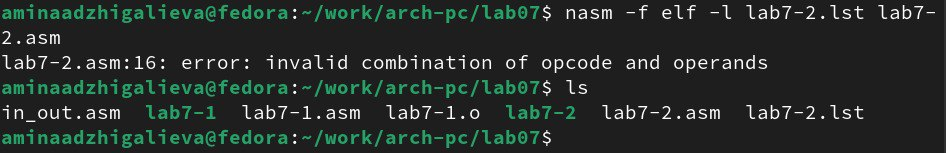 aminaadzhigalieva@fedora:~/work/arch-pc/lab07$ nasm -f elf -l lab7-2.lst lab7-
2.asm
lab7-2.asm:16: error: invalid combination of opcode and operands
aminaadzhigalieva@fedora:~/work/arch-pc/lab07$ ls
in_out.asm  lab7-1  lab7-1.asm  lab7-1.o  lab7-2  lab7-2.asm  lab7-2.lst
aminaadzhigalieva@fedora:~/work/arch-pc/lab07$